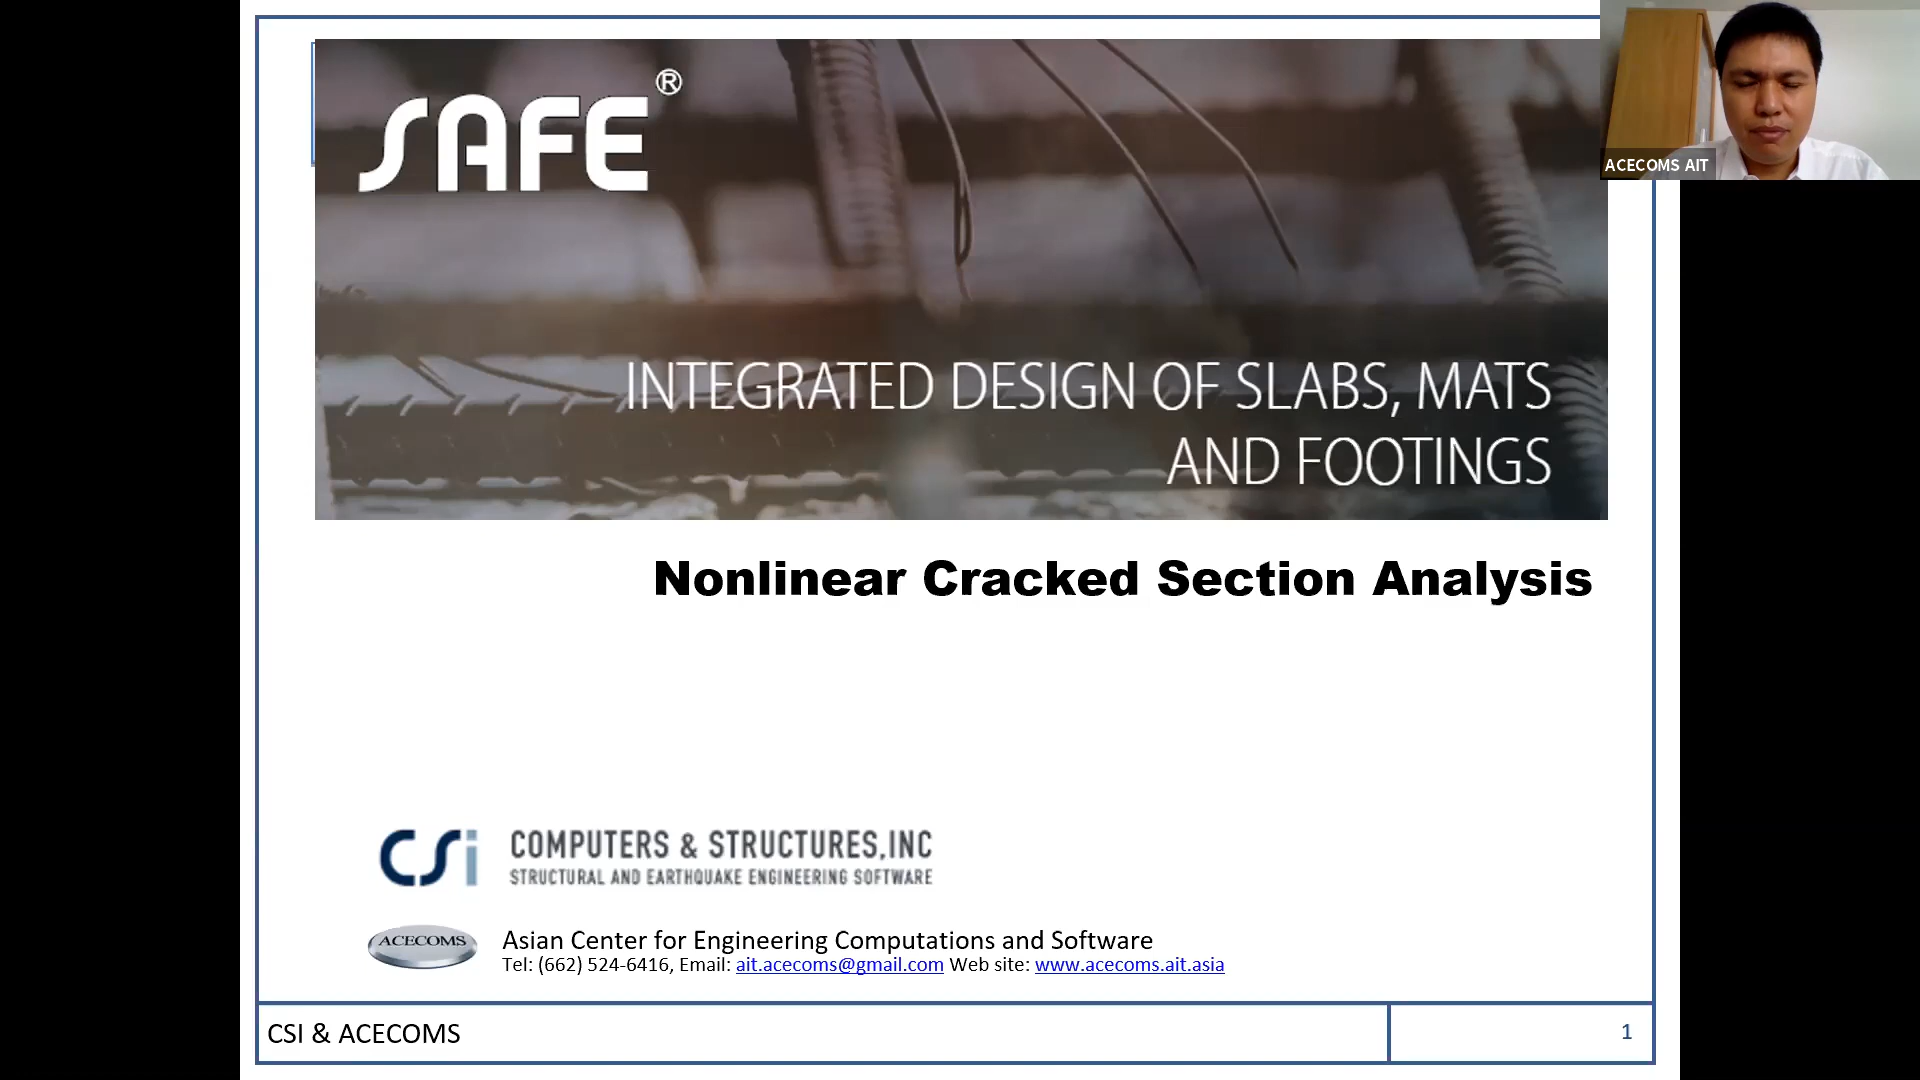 SAFE®
INTEGRATED DESIGN OF SLABS, MATS
AND FOOTINGS
ACECOMS AIT
Nonlinear Cracked Section Analysis
CSi COMPUTERS & STRUCTURES, INC
STRUCTURAL AND EARTHQUAKE ENGINEERING SOFTWARE
ACECOMS
Asian Center for Engineering Computations and Software
Tel: (662) 524-6416, Email: ait.acecoms@gmail.com Web site: www.acecoms.ait.asia
CSI & ACECOMS
1